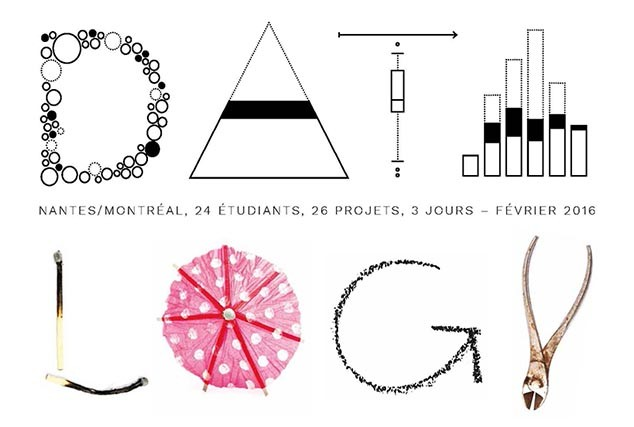 DATA
NANTES/MONTRÉAL, 24 ÉTUDIANTS, 26 PROJETS, 3 JOURS – FÉVRIER 2016
LOGY